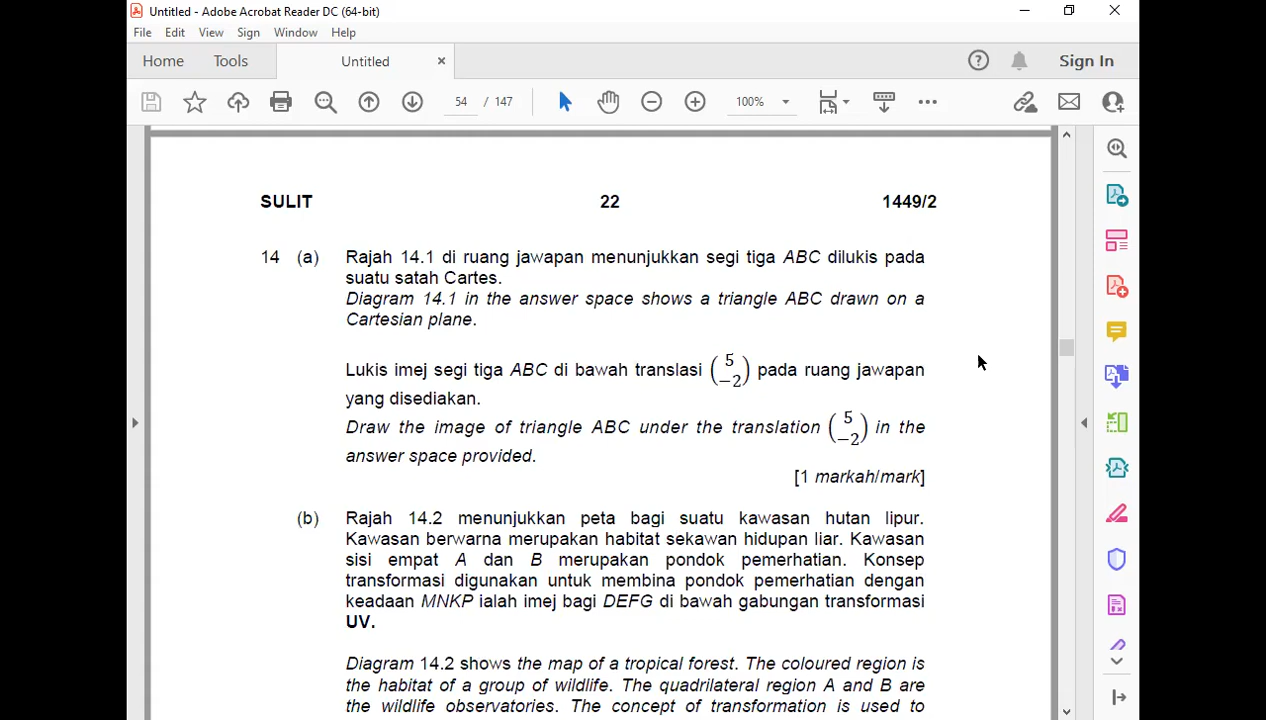 Untitled - Adobe Acrobat Reader DC (64-bit)
File Edit View Sign Window Help
Home Tools Untitled × ? Sign In
54 / 147 100%
SULIT 22 1449/2
14 (a) Rajah 14.1 di ruang jawapan menunjukkan segi tiga ABC dilukis pada
suatu satah Cartes.
Diagram 14.1 in the answer space shows a triangle ABC drawn on a
Cartesian plane.
Lukis imej segi tiga ABC di bawah translasi (5 −2) pada ruang jawapan
yang disediakan.
Draw the image of triangle ABC under the translation (5 −2) in the
answer space provided.
[1 markah/mark]
(b) Rajah 14.2 menunjukkan peta bagi suatu kawasan hutan lipur.
Kawasan berwarna merupakan habitat sekawan hidupan liar. Kawasan
sisi empat A dan B merupakan pondok pemerhatian. Konsep
transformasi digunakan untuk membina pondok pemerhatian dengan
keadaan MNKP ialah imej bagi DEFG di bawah gabungan transformasi
UV.
Diagram 14.2 shows the map of a tropical forest. The coloured region is
the habitat of a group of wildlife. The quadrilateral region A and B are
the wildlife observatories. The concept of transformation is used to